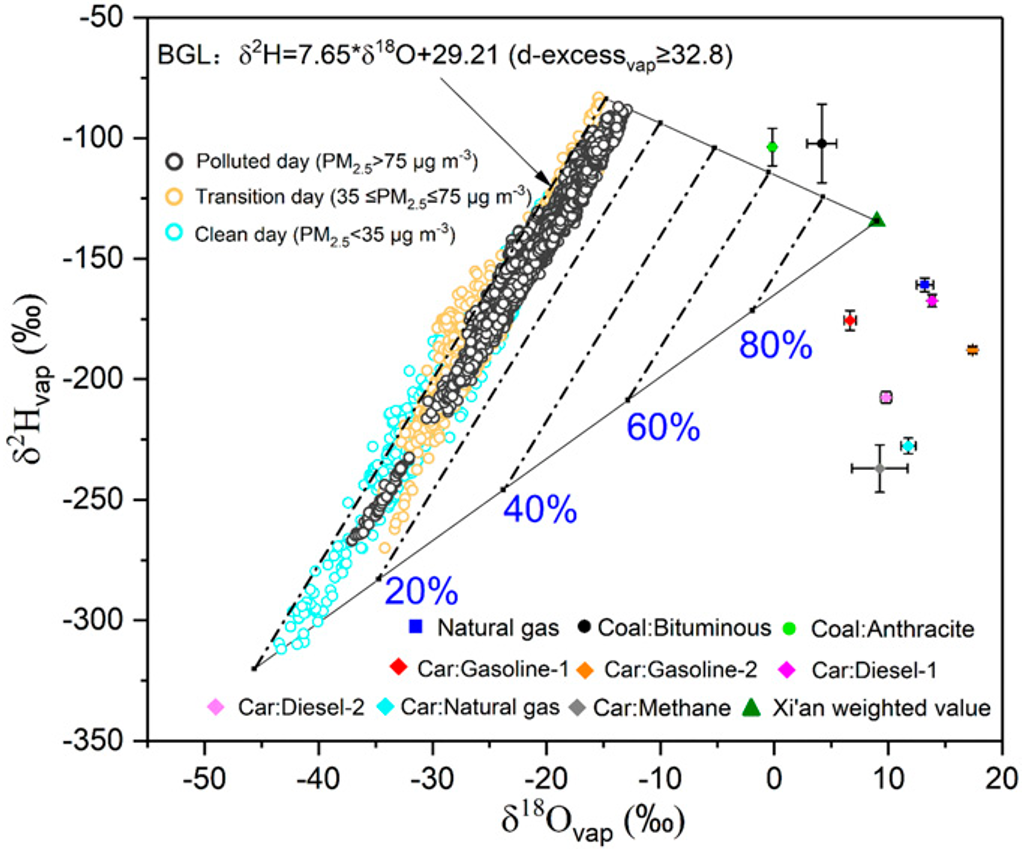 -50
BGL: δ²H=7.65*δ¹⁸O+29.21 (d-excessvap≥32.8)
-100
Polluted day (PM2.5>75 µg m⁻³)
Transition day (35 ≤PM2.5≤75 µg m⁻³)
Clean day (PM2.5<35 µg m⁻³)
-150
δ²Hvap (‰)
-200
80%
60%
-250
40%
20%
-300
Natural gas Coal:Bituminous Coal:Anthracite
Car:Gasoline-1 Car:Gasoline-2 Car:Diesel-1
Car:Diesel-2 Car:Natural gas Car:Methane Xi'an weighted value
-350
-50 -40 -30 -20 -10 0 10 20
δ¹⁸Ovap (‰)